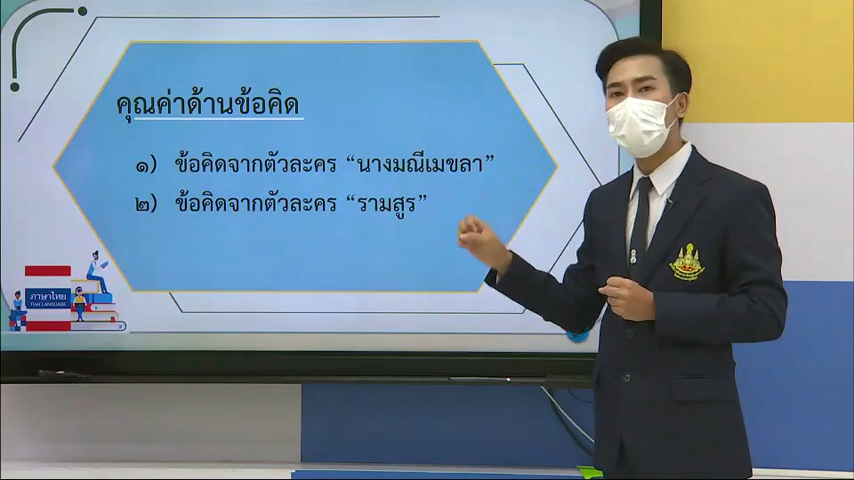 คุณค่าด้านข้อคิด
๑) ข้อคิดจากตัวละคร “นางมณีเมขลา”
๒) ข้อคิดจากตัวละคร “รามสูร”
ภาษาไทย
THAI LANGUAGE